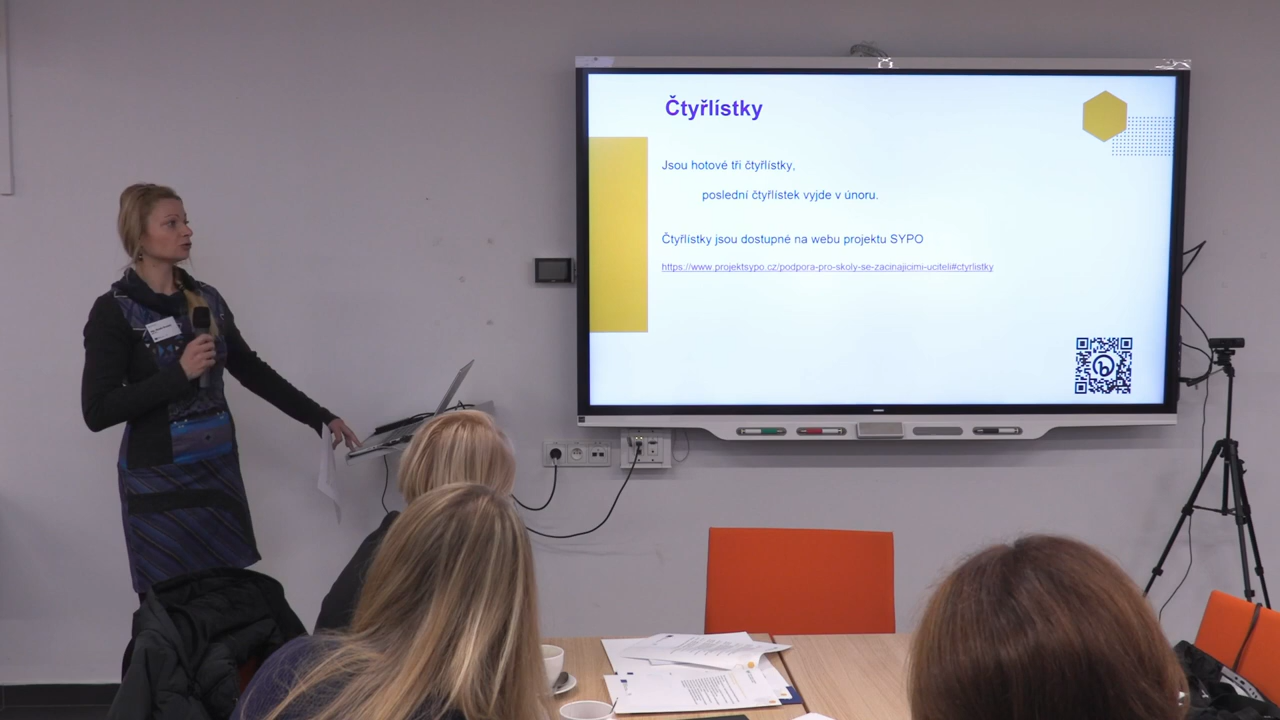 Čtyřlístky
Jsou hotové tři čtyřlístky,
poslední čtyřlístek vyjde v únoru.
Čtyřlístky jsou dostupné na webu projektu SYPO
https://www.projektsypo.cz/podpora-pro-skoly-se-zacinajicimi-uciteli#ctyrlistky